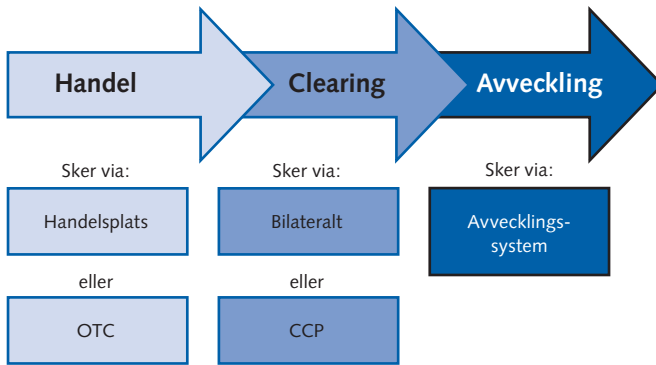 Handel
Clearing
Avveckling
Sker via:
Sker via:
Sker via:
Handelsplats
Bilateralt
Avvecklings-
system
eller
eller
OTC
CCP